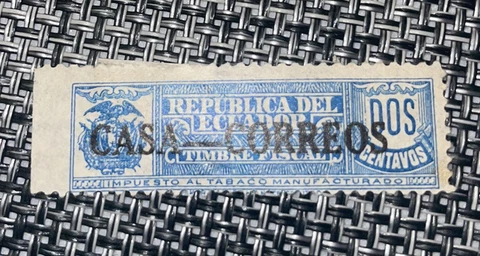 REPUBLICA DEL
ECUADOR
CASA—CORREOS
TIMBRE FISCAL
DOS
CENTAVOS
IMPUESTO AL TABACO MANUFACTURADO